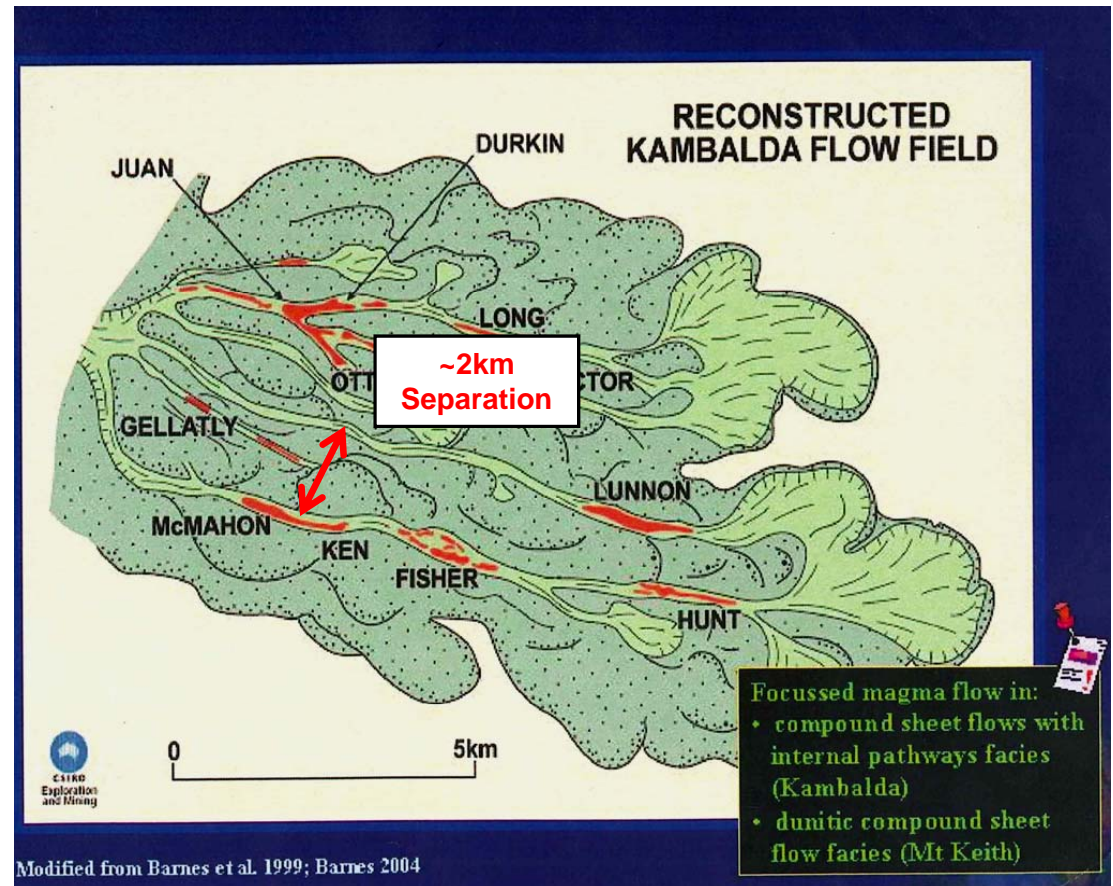 RECONSTRUCTED
KAMBALDA FLOW FIELD
JUAN
DURKIN
LONG
~2km
Separation
OTT
CTOR
GELLATLY
LUNNON
McMAHON
KEN
FISHER
HUNT
0
5km
CSIRO
Exploration
and Mining
Focussed magma flow in:
• compound sheet flows with
internal pathways facies
(Kambalda)
• dunitic compound sheet
flow facies (Mt Keith)
Modified from Barnes et al. 1999; Barnes 2004